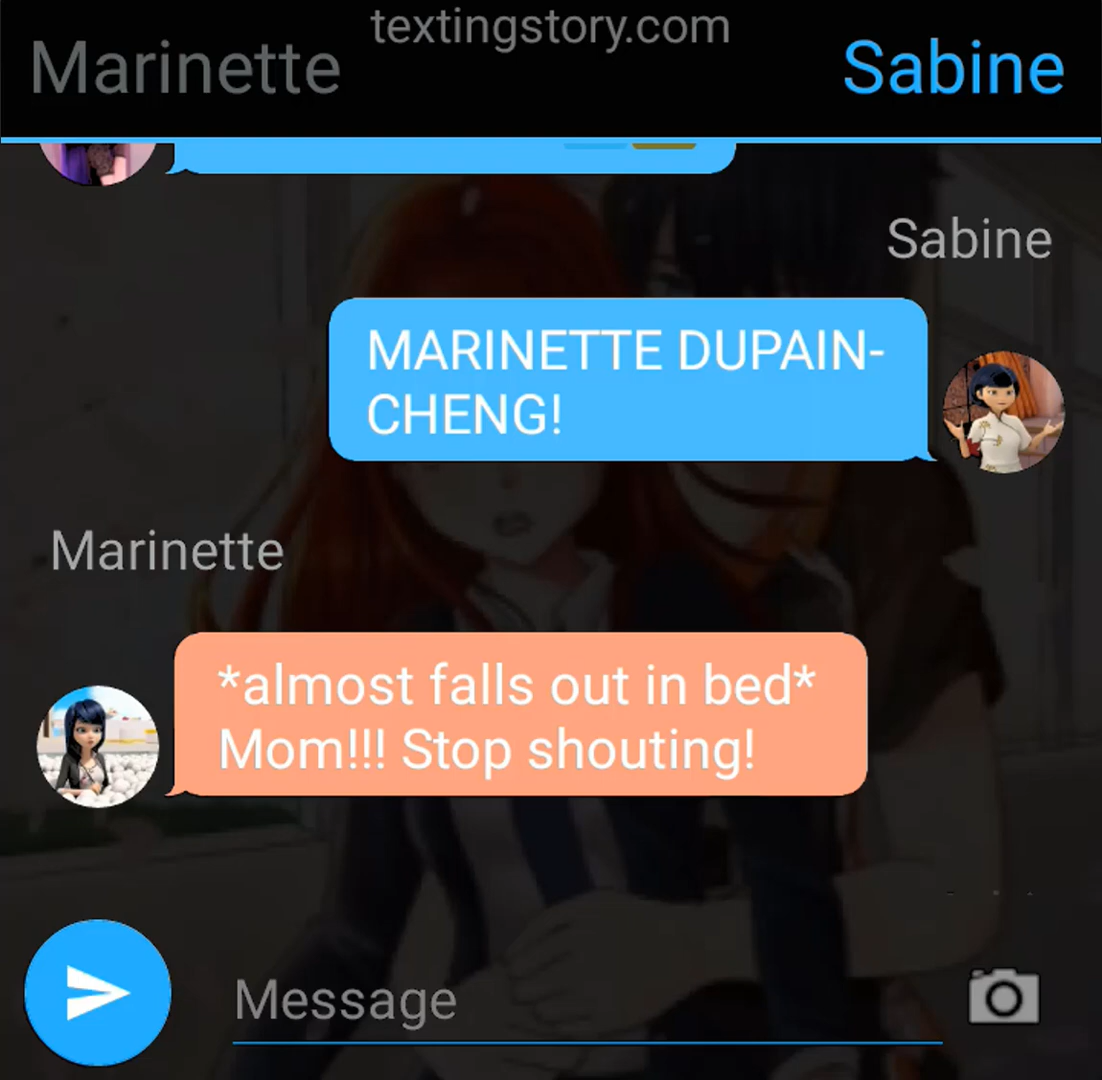 textingstory.com
Marinette
Sabine
Sabine
MARINETTE DUPAIN-
CHENG!
Marinette
*almost falls out in bed*
Mom!!! Stop shouting!
Message